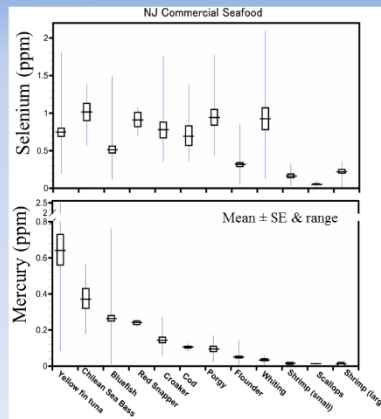 NJ Commercial Seafood
Selenium (ppm)
2
1.5
1
0.5
0
Mercury (ppm)
Mean ± SE & range
2.5
2
0.8
0.6
0.4
0.2
0
Yellow fin tuna
Chilean Sea Bass
Bluefish
Red Snapper
Croaker
Cod
Porgy
Flounder
Whiting
Shrimp (small)
Scallops
Shrimp (large